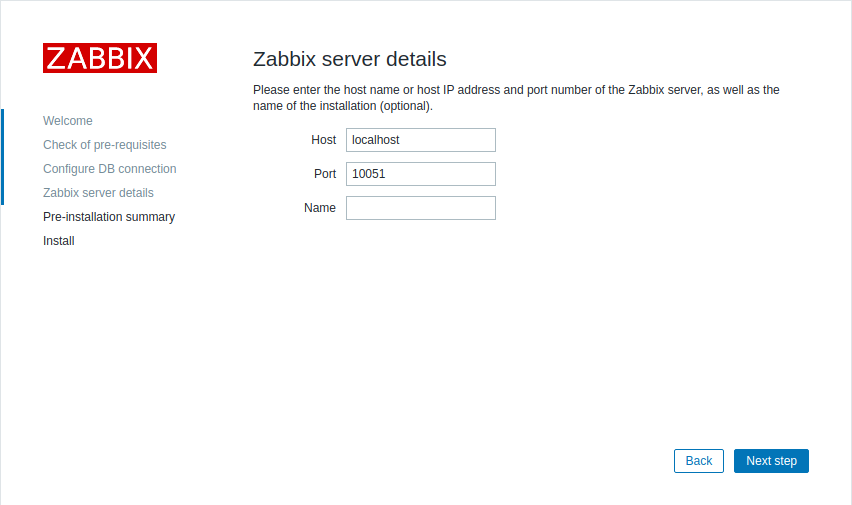 ZABBIX
Welcome
Check of pre-requisites
Configure DB connection
Zabbix server details
Pre-installation summary
Install
Zabbix server details
Please enter the host name or host IP address and port number of the Zabbix server, as well as the
name of the installation (optional).
Host localhost
Port 10051
Name
Back Next step